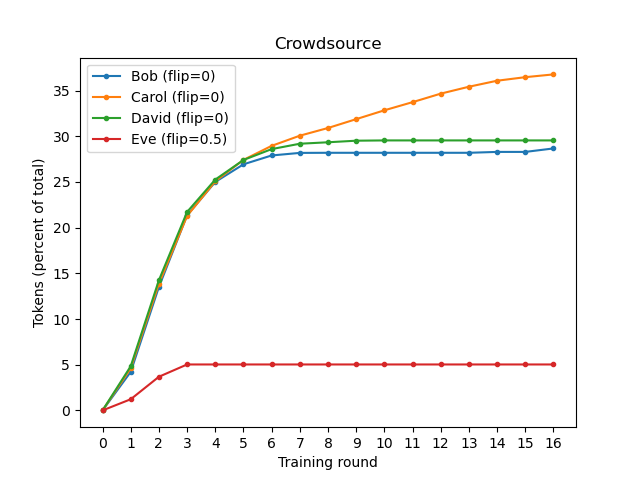 Crowdsource
Bob (flip=0)
Carol (flip=0)
David (flip=0)
Eve (flip=0.5)
Tokens (percent of total)
35
30
25
20
15
10
5
0
0 1 2 3 4 5 6 7 8 9 10 11 12 13 14 15 16
Training round